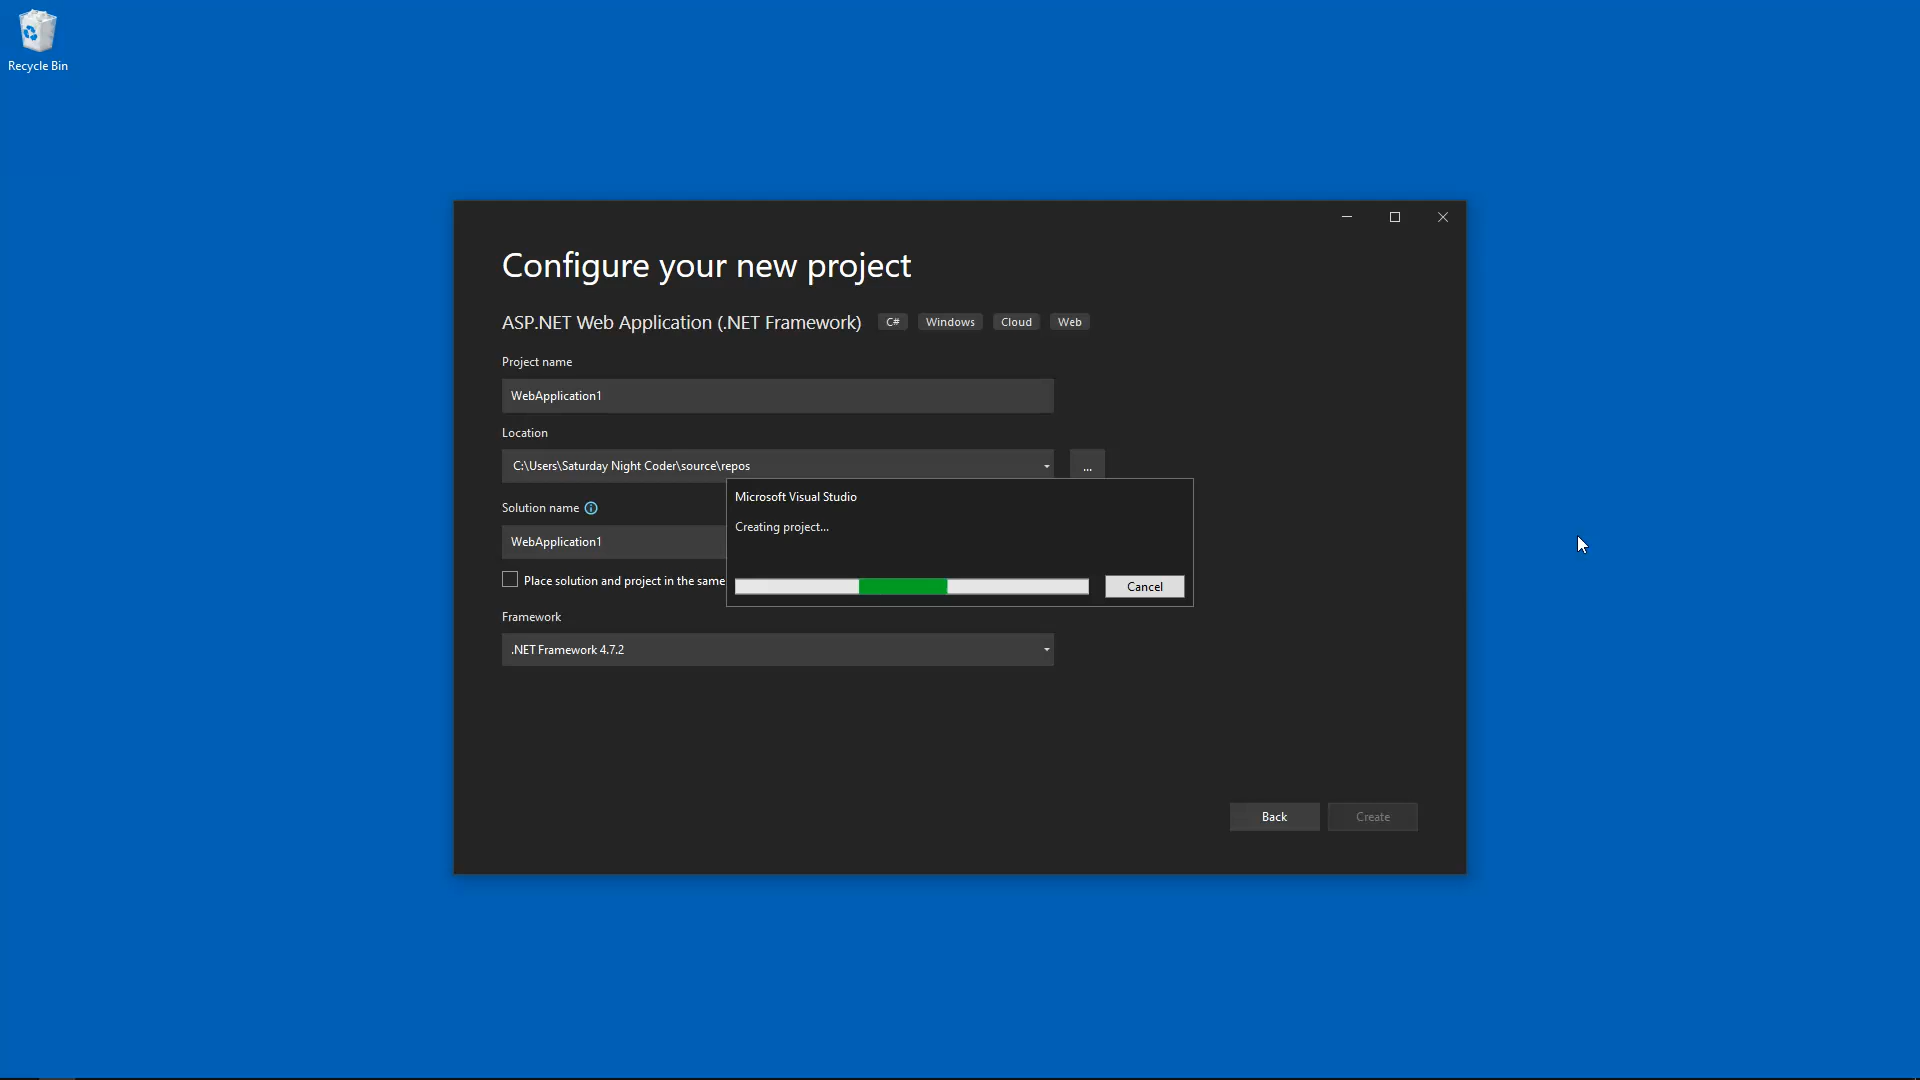 Recycle Bin
Configure your new project
ASP.NET Web Application (.NET Framework) C# Windows Cloud Web
Project name
WebApplication1
Location
C:\Users\Saturday Night Coder\source\repos ...
Solution name
WebApplication1
Place solution and project in the same
Microsoft Visual Studio
Creating project...
Cancel
Framework
.NET Framework 4.7.2
Back Create